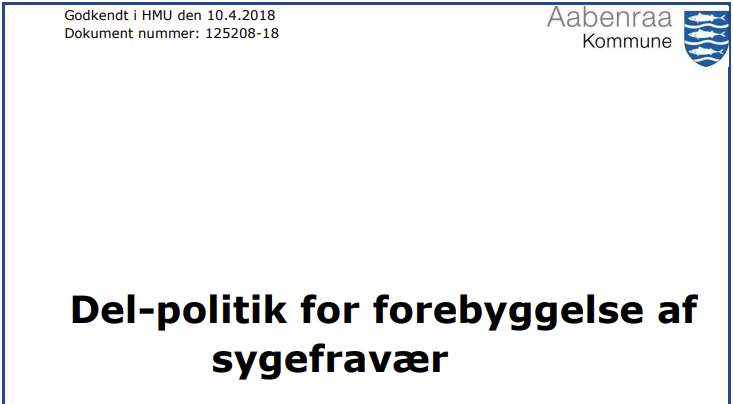 Godkendt i HMU den 10.4.2018
Dokument nummer: 125208-18
Aabenraa
Kommune
Del-politik for forebyggelse af
sygefravær